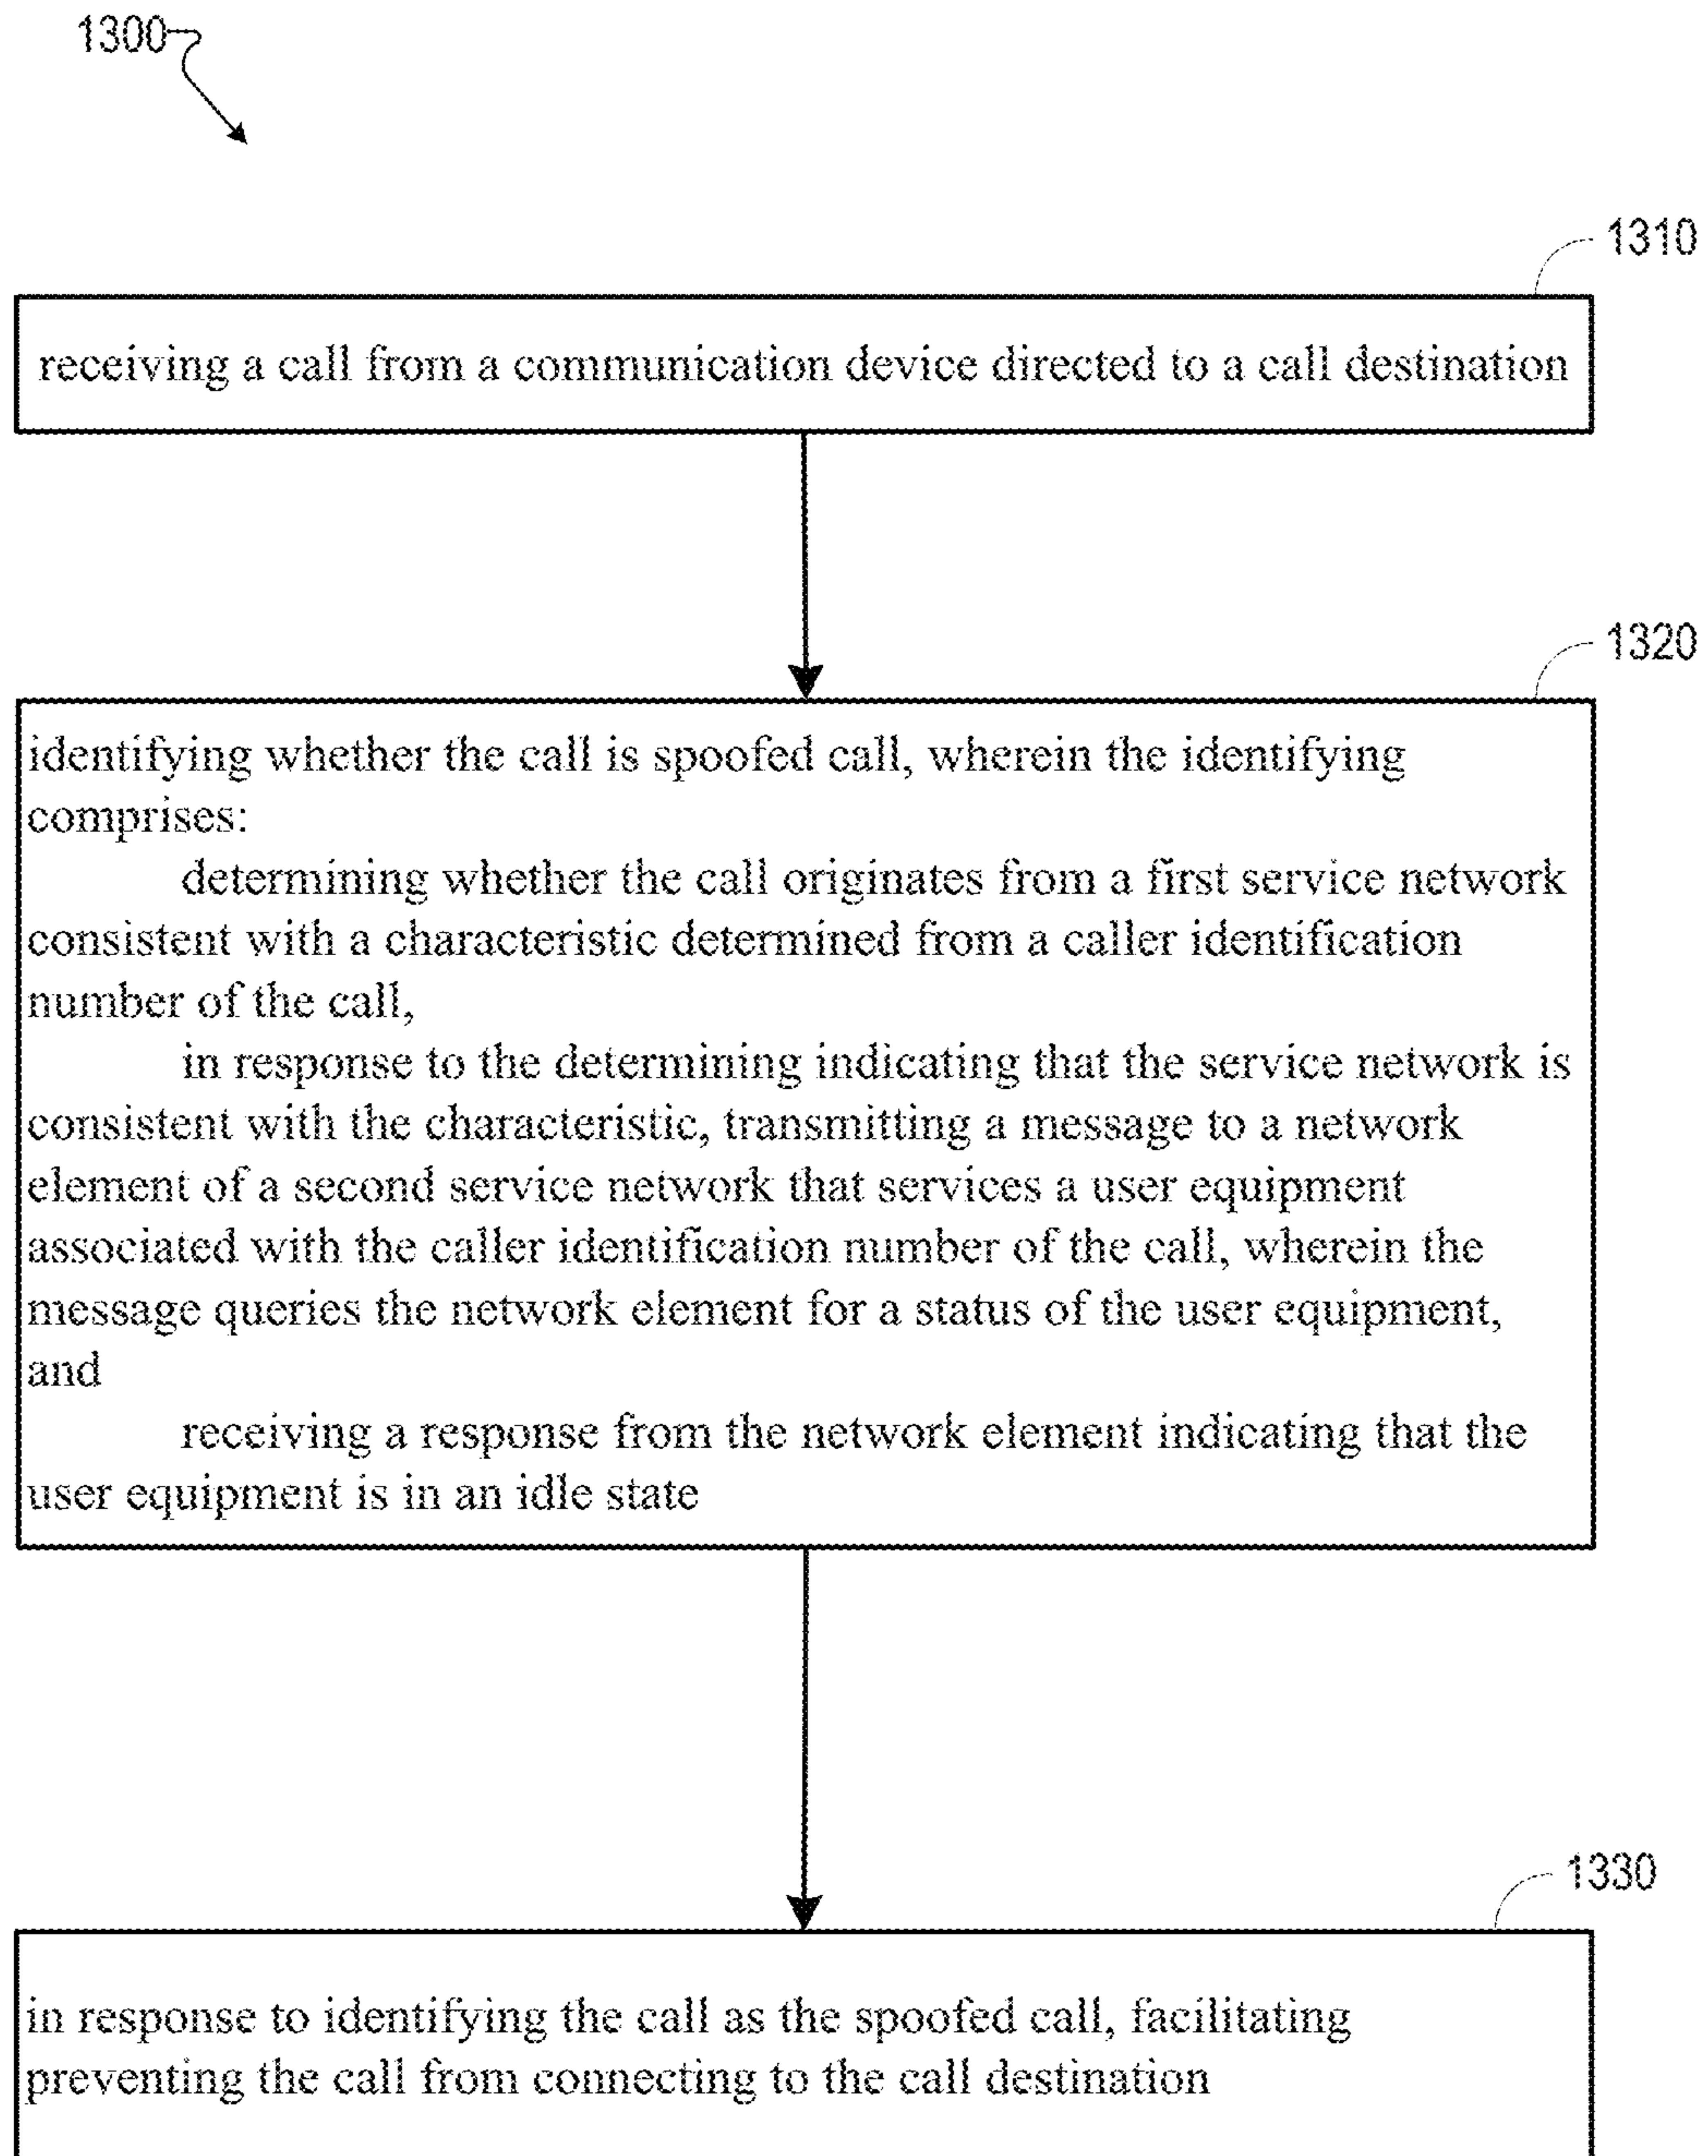 1300
1310
receiving a call from a communication device directed to a call destination
1320
identifying whether the call is spoofed call, wherein the identifying
comprises:
determining whether the call originates from a first service network
consistent with a characteristic determined from a caller identification
number of the call,
in response to the determining indicating that the service network is
consistent with the characteristic, transmitting a message to a network
element of a second service network that services a user equipment
associated with the caller identification number of the call, wherein the
message queries the network element for a status of the user equipment,
and
receiving a response from the network element indicating that the
user equipment is in an idle state
1330
in response to identifying the call as the spoofed call, facilitating
preventing the call from connecting to the call destination